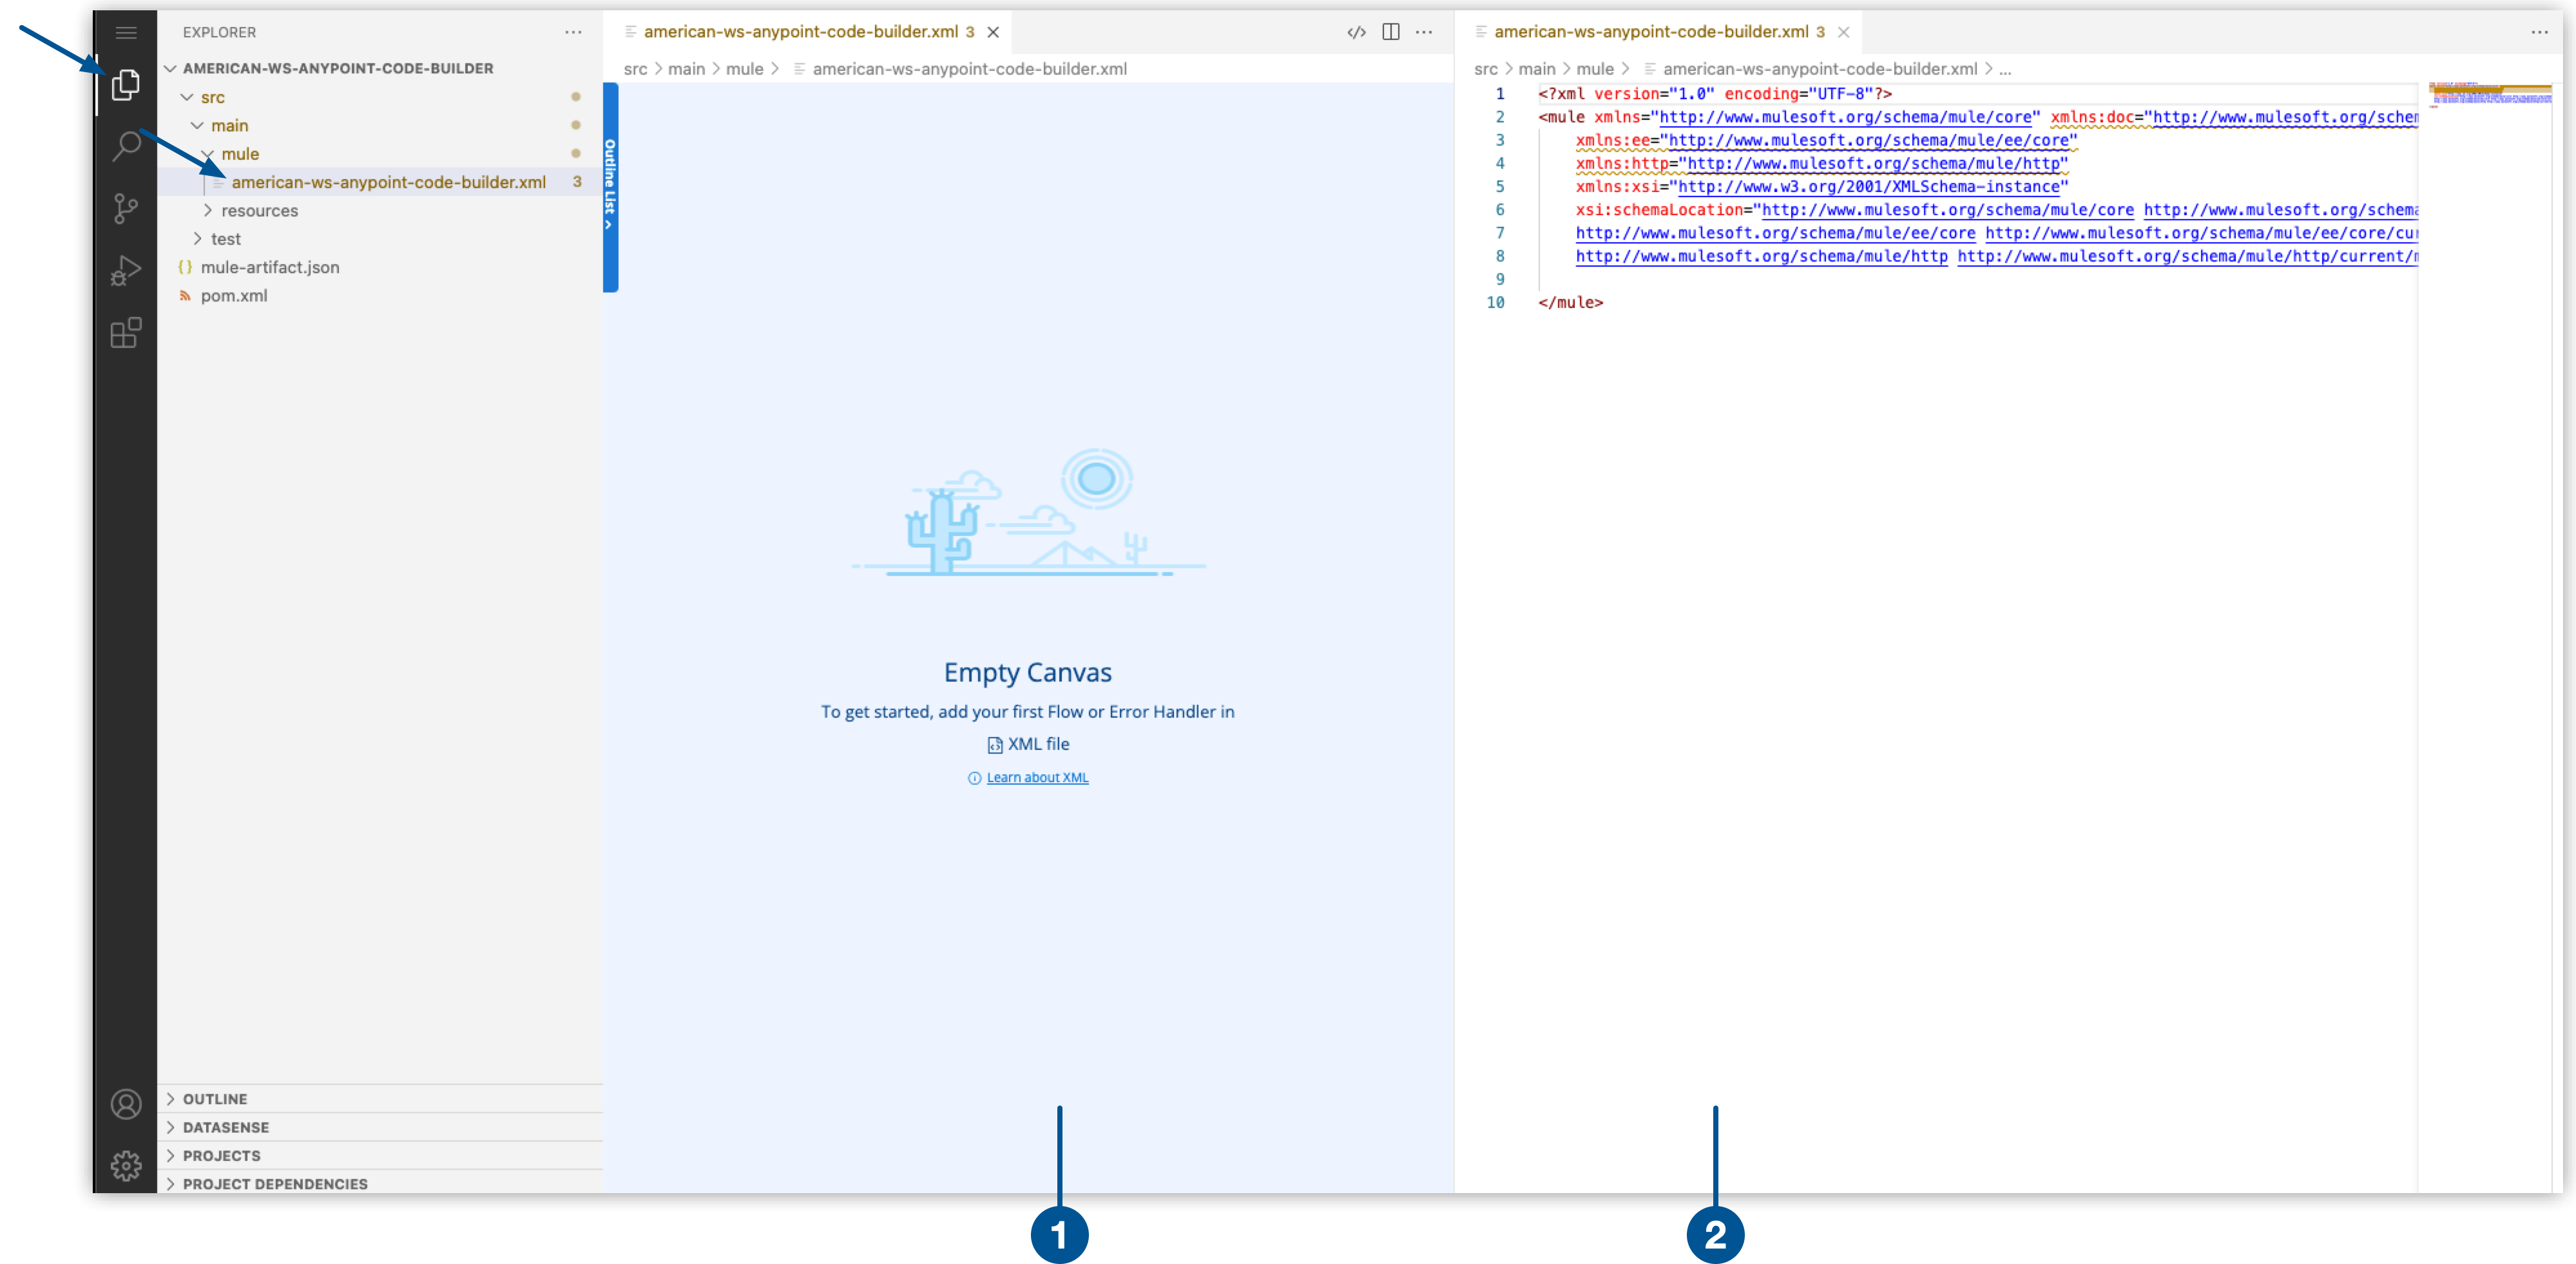 EXPLORER
AMERICAN-WS-ANYPOINT-CODE-BUILDER
src
main
mule
american-ws-anypoint-code-builder.xml 3
resources
test
{} mule-artifact.json
pom.xml
OUTLINE
DATASENSE
PROJECTS
PROJECT DEPENDENCIES
american-ws-anypoint-code-builder.xml 3
src > main > mule > american-ws-anypoint-code-builder.xml
Outline List
Empty Canvas
To get started, add your first Flow or Error Handler in
XML file
Learn about XML
american-ws-anypoint-code-builder.xml 3
src > main > mule > american-ws-anypoint-code-builder.xml > ...
1 <?xml version="1.0" encoding="UTF-8"?>
2 <mule xmlns="http://www.mulesoft.org/schema/mule/core" xmlns:doc="http://www.mulesoft.org/schem
3 xmlns:ee="http://www.mulesoft.org/schema/mule/ee/core"
4 xmlns:http="http://www.mulesoft.org/schema/mule/http"
5 xmlns:xsi="http://www.w3.org/2001/XMLSchema-instance"
6 xsi:schemaLocation="http://www.mulesoft.org/schema/mule/core http://www.mulesoft.org/schema
7 http://www.mulesoft.org/schema/mule/ee/core http://www.mulesoft.org/schema/mule/ee/core/cur
8 http://www.mulesoft.org/schema/mule/http http://www.mulesoft.org/schema/mule/http/current/m
9
10 </mule>
1
2